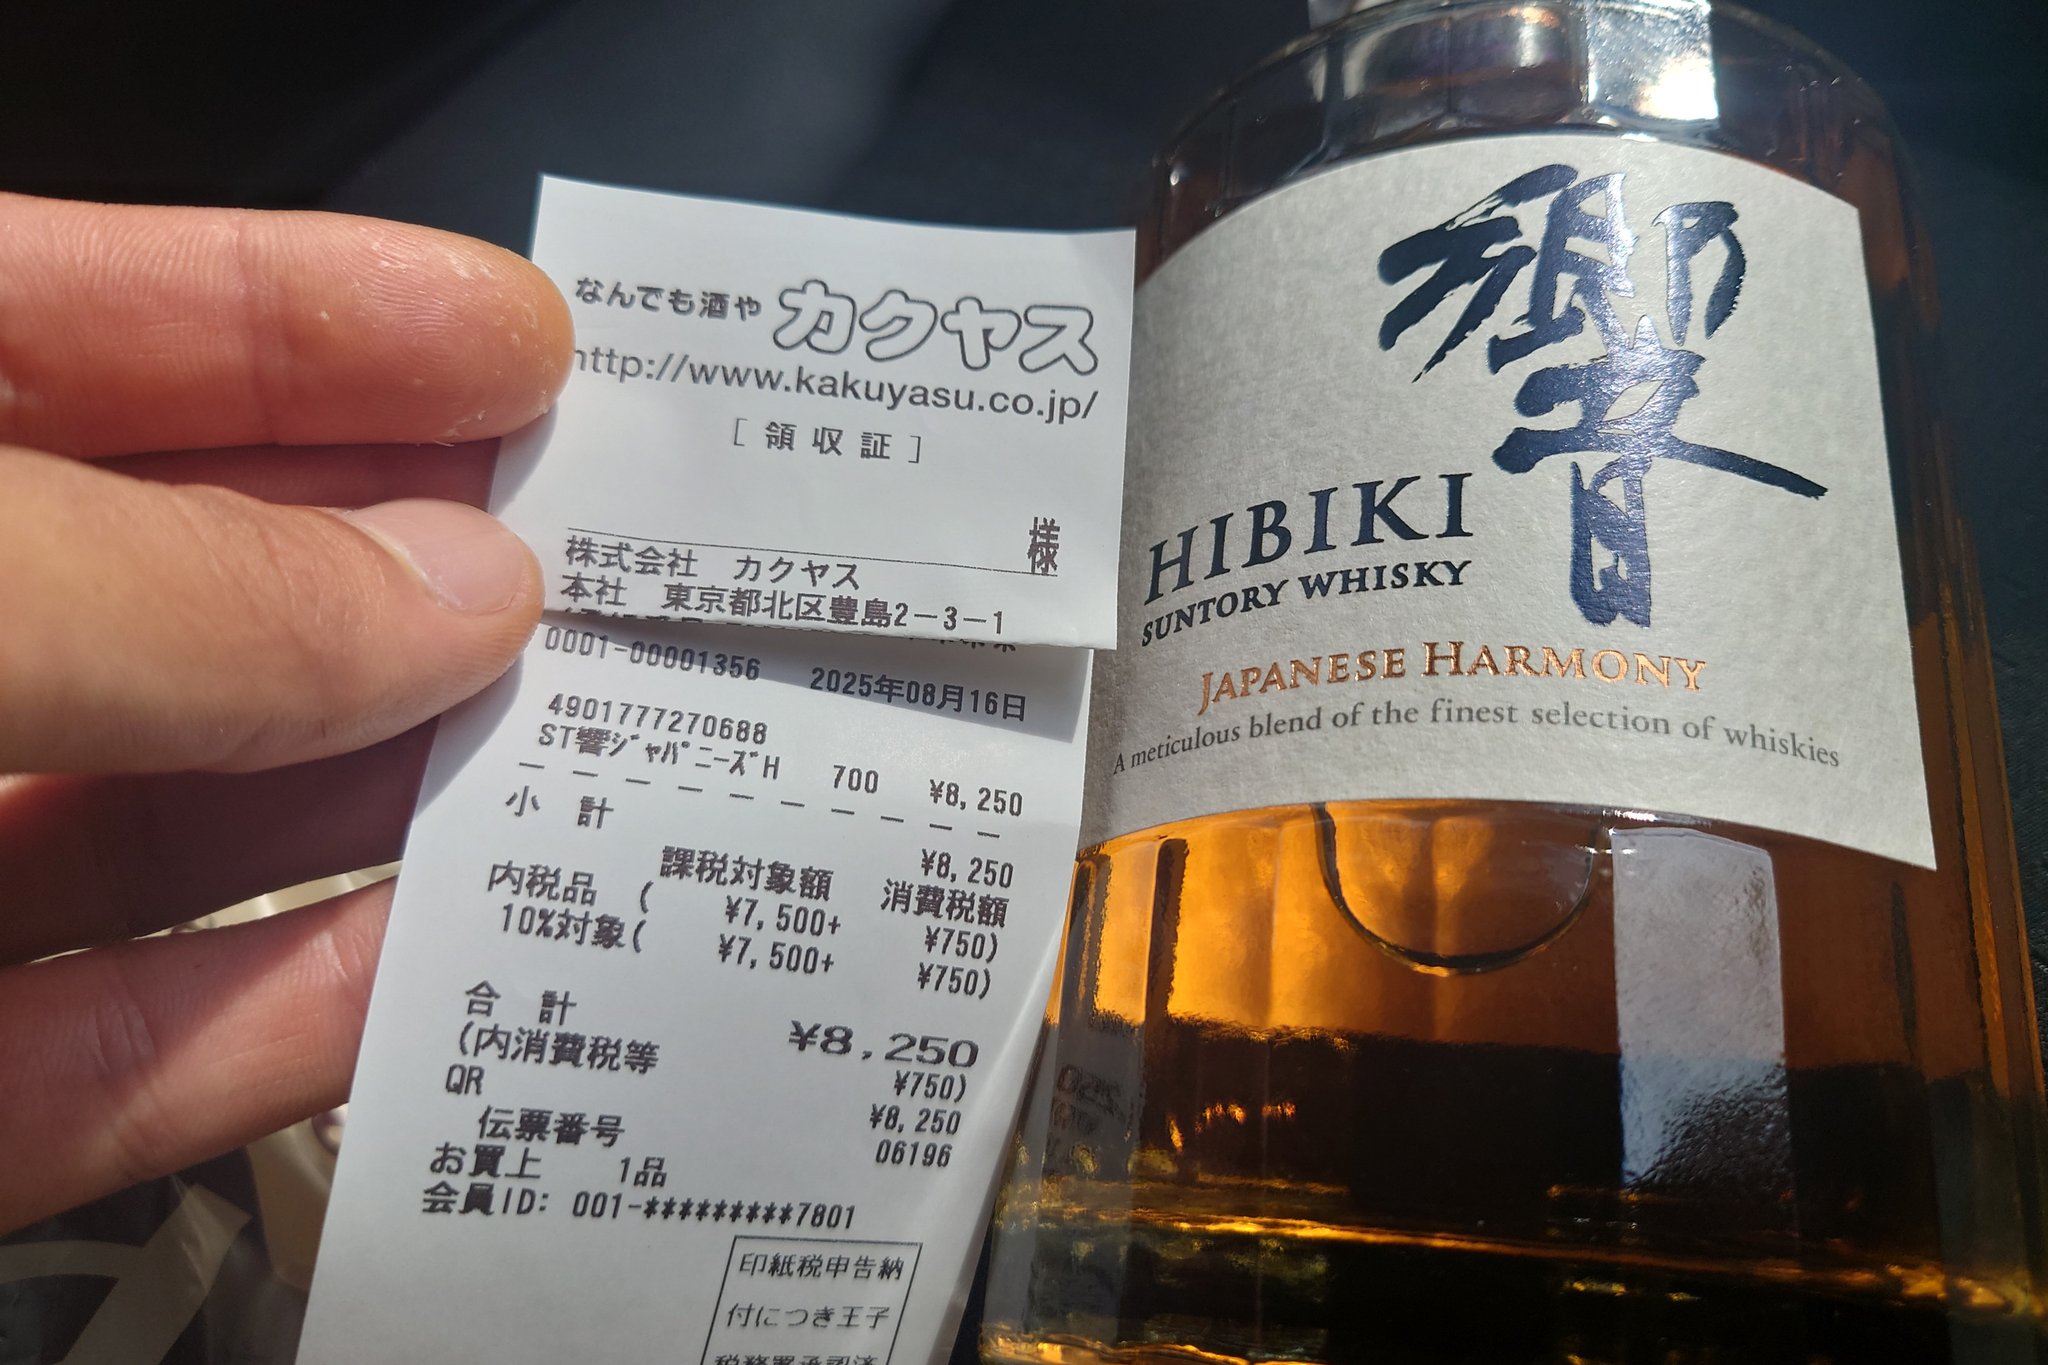 なんでも酒や カクヤス
http://www.kakuyasu.co.jp/
[ 領 収 証 ]
様
株式会社 カクヤス
本社 東京都北区豊島2-3-1
0001-00001356 2025年08月16日
4901777270688
ST響ｼﾞｬﾊﾟﾆｰｽﾞH 700 ¥8,250
小 計 ¥8,250
課税対象額 消費税額
内税品 ( ¥7,500+ ¥750)
10%対象( ¥7,500+ ¥750)
合 計 ¥8,250
(内消費税等 ¥750)
QR ¥8,250
伝票番号 06196
お買上 1品
会員ID: 001-*********7801
印紙税申告納
付につき王子
税務署承認済
響
HIBIKI
SUNTORY WHISKY
JAPANESE HARMONY
A meticulous blend of the finest selection of whiskies